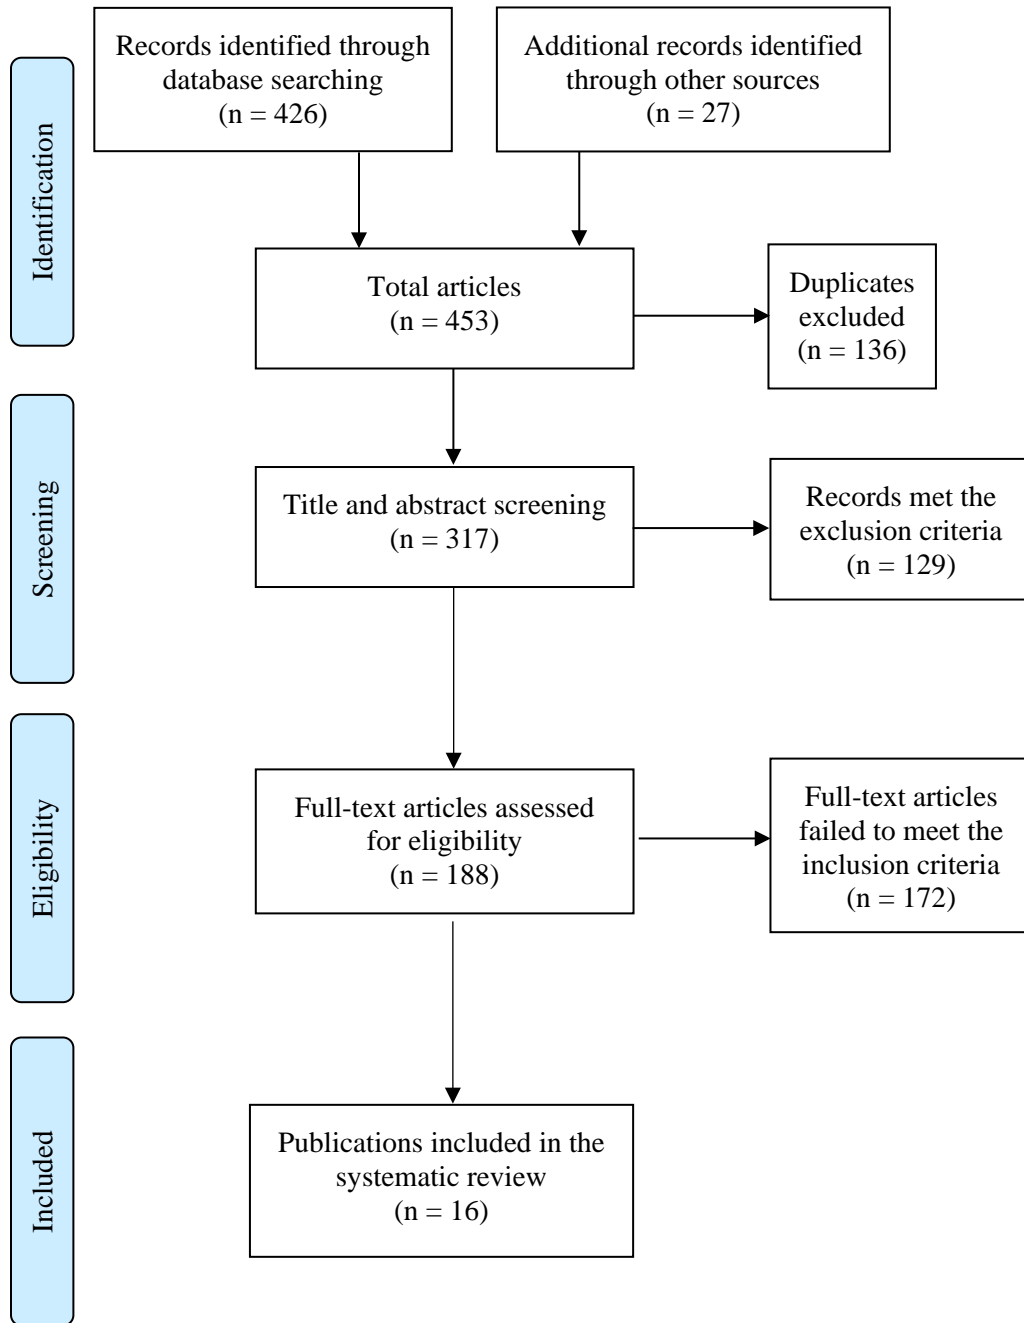 Records identified through
database searching
(n = 426)
Additional records identified
through other sources
(n = 27)
Identification
Total articles
(n = 453)
Duplicates
excluded
(n = 136)
Screening
Title and abstract screening
(n = 317)
Records met the
exclusion criteria
(n = 129)
Eligibility
Full-text articles assessed
for eligibility
(n = 188)
Full-text articles
failed to meet the
inclusion criteria
(n = 172)
Included
Publications included in the
systematic review
(n = 16)